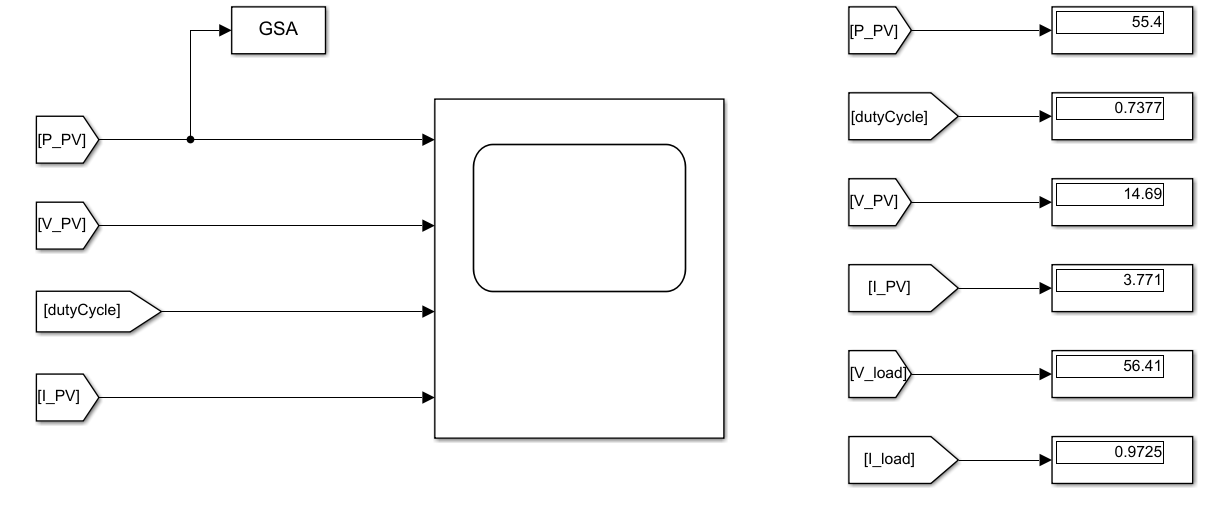 GSA
[P_PV]
[V_PV]
[dutyCycle]
[I_PV]
[P_PV]
55.4
[dutyCycle]
0.7377
[V_PV]
14.69
[I_PV]
3.771
[V_load]
56.41
[I_load]
0.9725